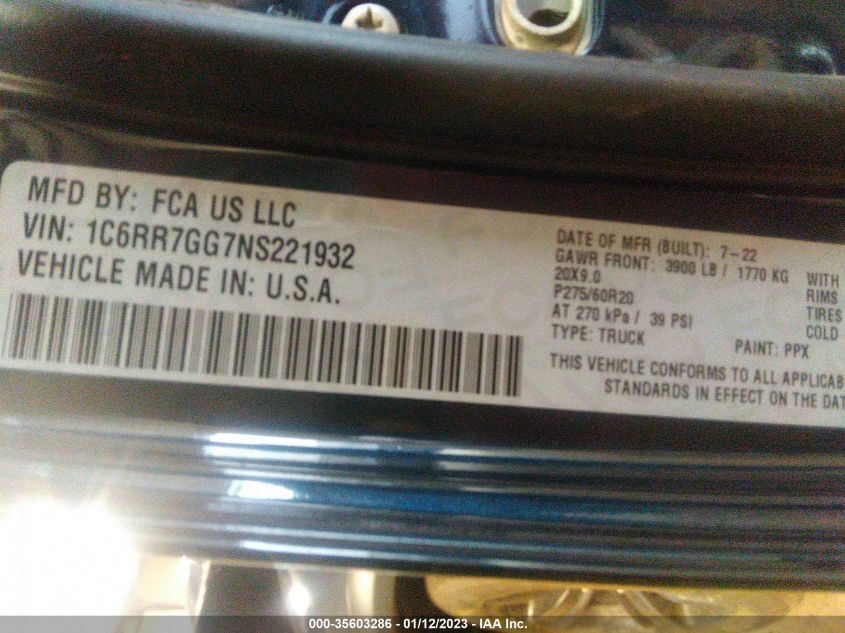 MFD BY: FCA US LLC
VIN: 1C6RR7GG7NS221932
VEHICLE MADE IN: U.S.A.
DATE OF MFR (BUILT): 7-22
GAWR FRONT: 3900 LB / 1770 KG WITH
20X9.0 RIMS
P275/60R20 TIRES
AT 270 kPa / 39 PSI COLD
TYPE: TRUCK PAINT: PPX
THIS VEHICLE CONFORMS TO ALL APPLICAB
STANDARDS IN EFFECT ON THE DAT
000-35603286 - 01/12/2023 - IAA Inc.